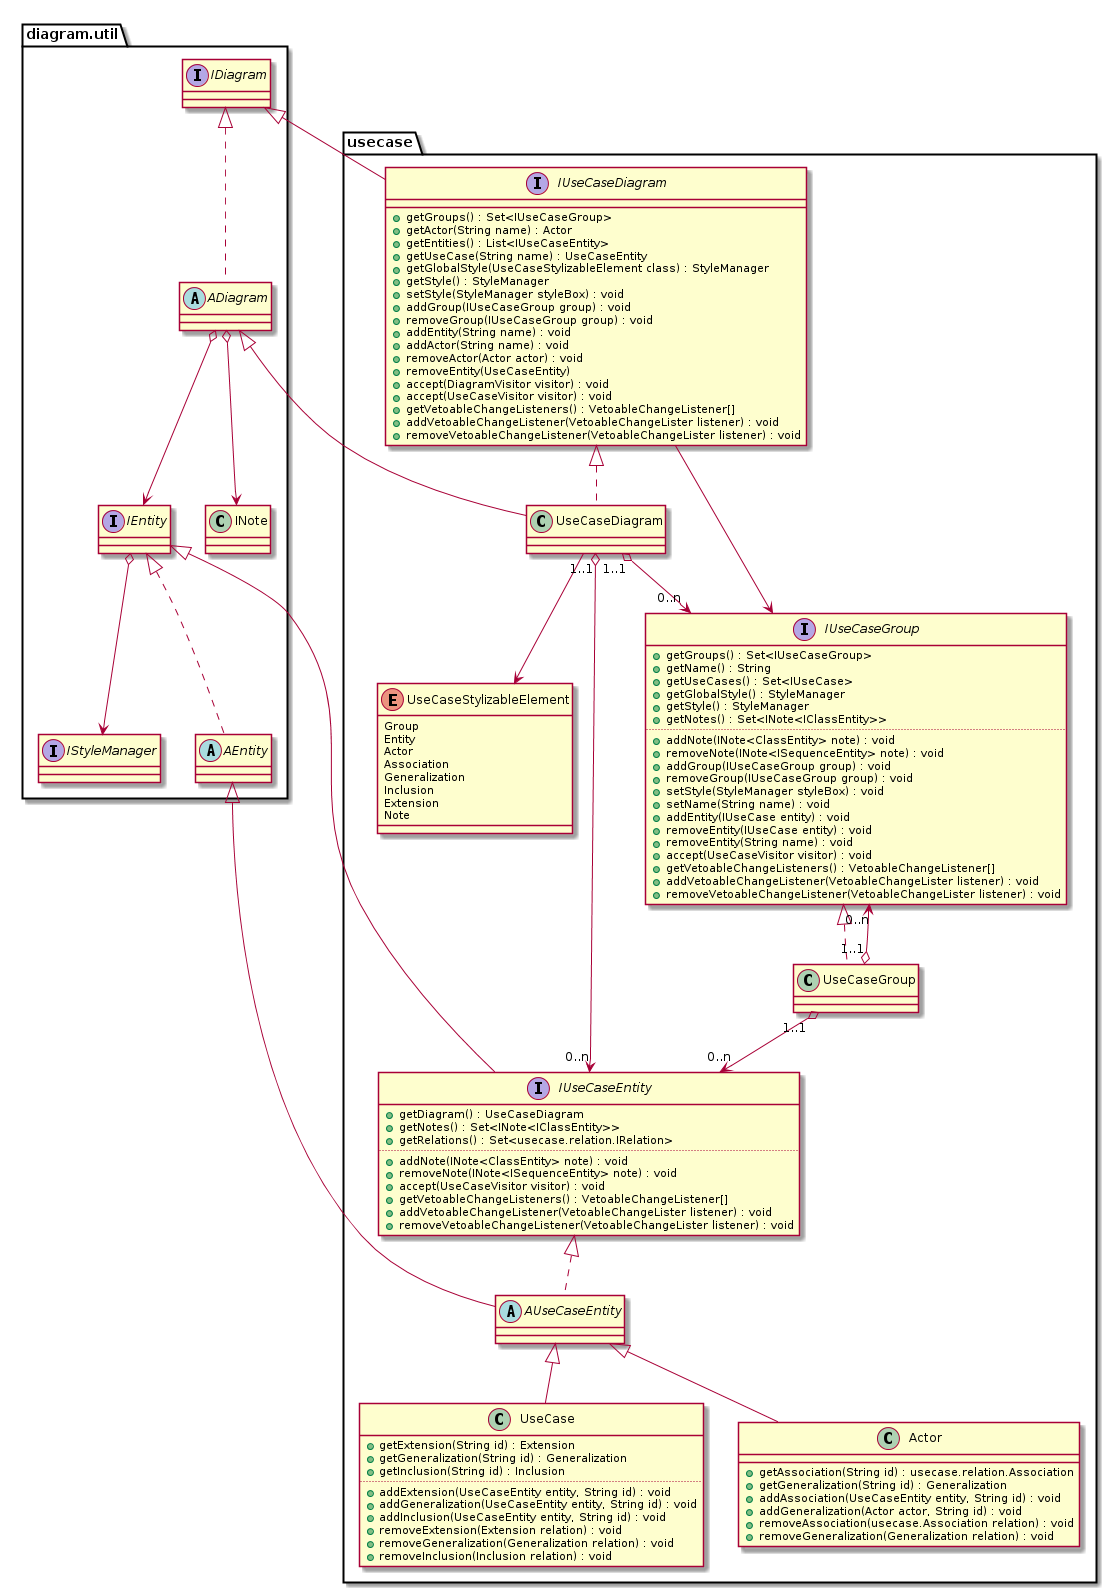 diagram.util
I IDiagram
usecase
I IUseCaseDiagram
getGroups() : Set<IUseCaseGroup>
getActor(String name) : Actor
getEntities() : List<IUseCaseEntity>
getUseCase(String name) : UseCaseEntity
getGlobalStyle(UseCaseStylizableElement class) : StyleManager
getStyle() : StyleManager
setStyle(StyleManager styleBox) : void
addGroup(IUseCaseGroup group) : void
removeGroup(IUseCaseGroup group) : void
addEntity(String name) : void
addActor(String name) : void
removeActor(Actor actor) : void
removeEntity(UseCaseEntity)
accept(DiagramVisitor visitor) : void
accept(UseCaseVisitor visitor) : void
getVetoableChangeListeners() : VetoableChangeListener[]
addVetoableChangeListener(VetoableChangeLister listener) : void
removeVetoableChangeListener(VetoableChangeLister listener) : void
A ADiagram
I IEntity
C INote
C UseCaseDiagram
1..1
1..1
0..n
I IUseCaseGroup
getGroups() : Set<IUseCaseGroup>
getName() : String
getUseCases() : Set<IUseCase>
getGlobalStyle() : StyleManager
getStyle() : StyleManager
getNotes() : Set<INote<IClassEntity>>
addNote(INote<ClassEntity> note) : void
removeNote(INote<ISequenceEntity> note) : void
addGroup(IUseCaseGroup group) : void
removeGroup(IUseCaseGroup group) : void
setStyle(StyleManager styleBox) : void
setName(String name) : void
addEntity(IUseCase entity) : void
removeEntity(IUseCase entity) : void
removeEntity(String name) : void
accept(UseCaseVisitor visitor) : void
getVetoableChangeListeners() : VetoableChangeListener[]
addVetoableChangeListener(VetoableChangeLister listener) : void
removeVetoableChangeListener(VetoableChangeLister listener) : void
E UseCaseStylizableElement
Group
Entity
Actor
Association
Generalization
Inclusion
Extension
Note
I IStyleManager
A AEntity
0..n
1..1
C UseCaseGroup
1..1
0..n
0..n
I IUseCaseEntity
getDiagram() : UseCaseDiagram
getNotes() : Set<INote<IClassEntity>>
getRelations() : Set<usecase.relation.IRelation>
addNote(INote<ClassEntity> note) : void
removeNote(INote<ISequenceEntity> note) : void
accept(UseCaseVisitor visitor) : void
getVetoableChangeListeners() : VetoableChangeListener[]
addVetoableChangeListener(VetoableChangeLister listener) : void
removeVetoableChangeListener(VetoableChangeLister listener) : void
A AUseCaseEntity
C UseCase
getExtension(String id) : Extension
getGeneralization(String id) : Generalization
getInclusion(String id) : Inclusion
addExtension(UseCaseEntity entity, String id) : void
addGeneralization(UseCaseEntity entity, String id) : void
addInclusion(UseCaseEntity entity, String id) : void
removeExtension(Extension relation) : void
removeGeneralization(Generalization relation) : void
removeInclusion(Inclusion relation) : void
C Actor
getAssociation(String id) : usecase.relation.Association
getGeneralization(String id) : Generalization
addAssociation(UseCaseEntity entity, String id) : void
addGeneralization(Actor actor, String id) : void
removeAssociation(usecase.Association relation) : void
removeGeneralization(Generalization relation) : void